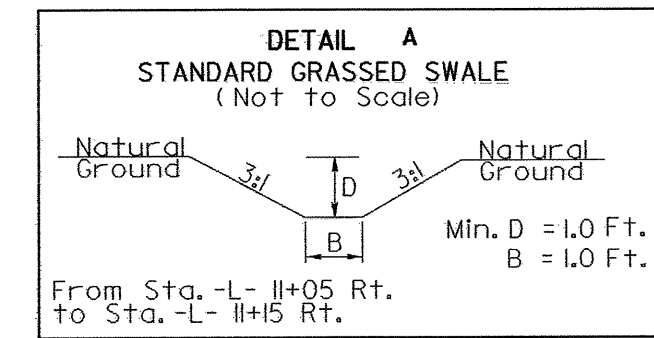 DETAIL A
STANDARD GRASSED SWALE
(Not to Scale)
Natural Ground
3:1
D
3:1
Natural Ground
B
Min. D = 1.0 Ft.
B = 1.0 Ft.
From Sta. -L- 11+05 Rt.
to Sta. -L- 11+15 Rt.